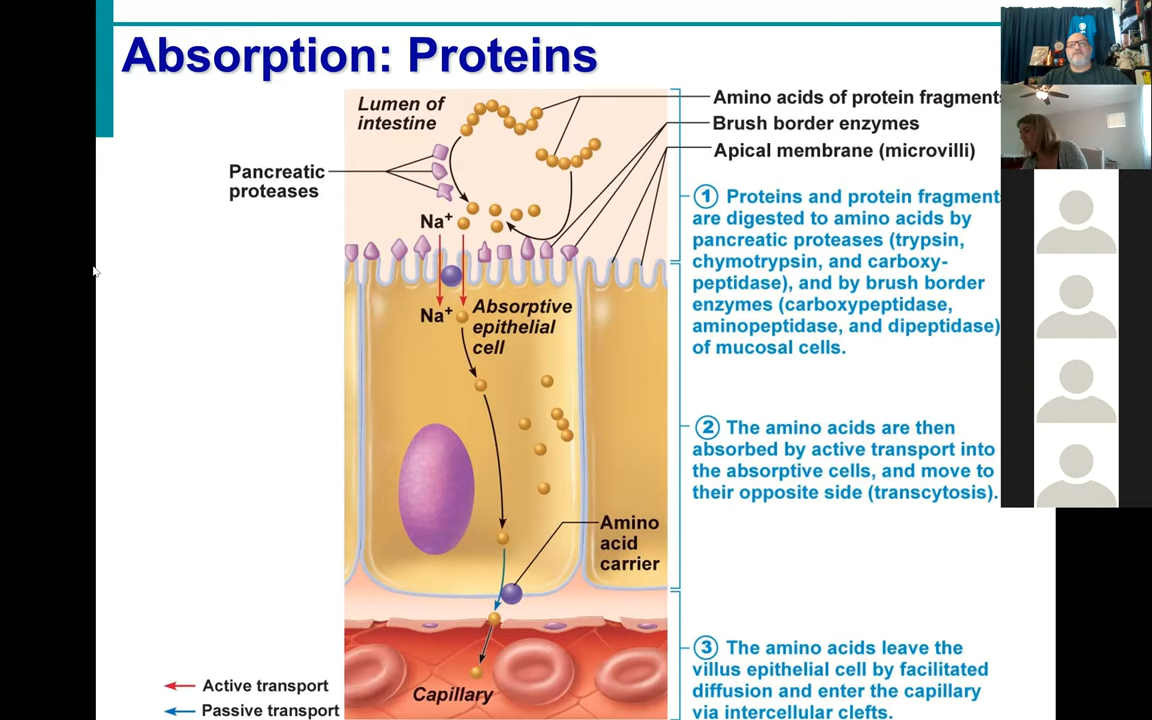 Absorption: Proteins
Lumen of
intestine
Amino acids of protein fragment
Brush border enzymes
Apical membrane (microvilli)
Pancreatic
proteases
Na+
Na+
Absorptive
epithelial
cell
① Proteins and protein fragment
are digested to amino acids by
pancreatic proteases (trypsin,
chymotrypsin, and carboxy-
peptidase), and by brush border
enzymes (carboxypeptidase,
aminopeptidase, and dipeptidase)
of mucosal cells.
② The amino acids are then
absorbed by active transport into
the absorptive cells, and move to
their opposite side (transcytosis).
Amino
acid
carrier
③ The amino acids leave the
villus epithelial cell by facilitated
diffusion and enter the capillary
via intercellular clefts.
Capillary
Active transport
Passive transport